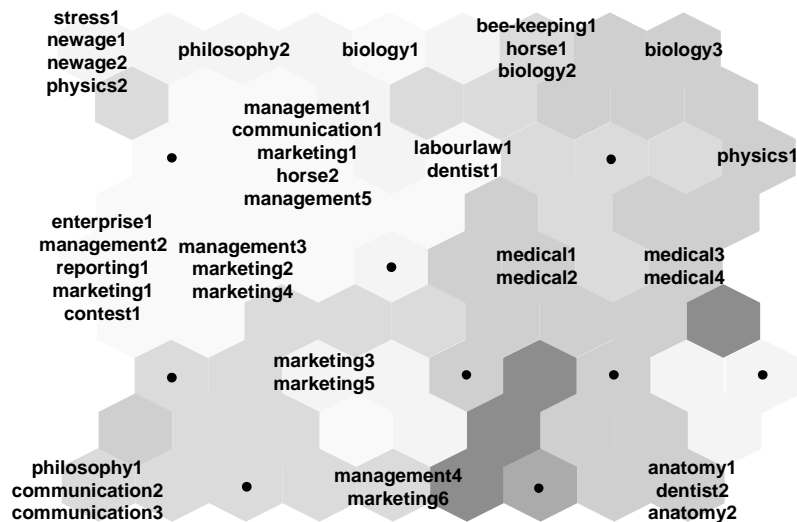 stress1
newage1
newage2
physics2
philosophy2
biology1
bee-keeping1
horse1
biology2
biology3
management1
communication1
marketing1
horse2
management5
labourlaw1
dentist1
physics1
enterprise1
management2
reporting1
marketing1
contest1
management3
marketing2
marketing4
medical1
medical2
medical3
medical4
marketing3
marketing5
philosophy1
communication2
communication3
management4
marketing6
anatomy1
dentist2
anatomy2